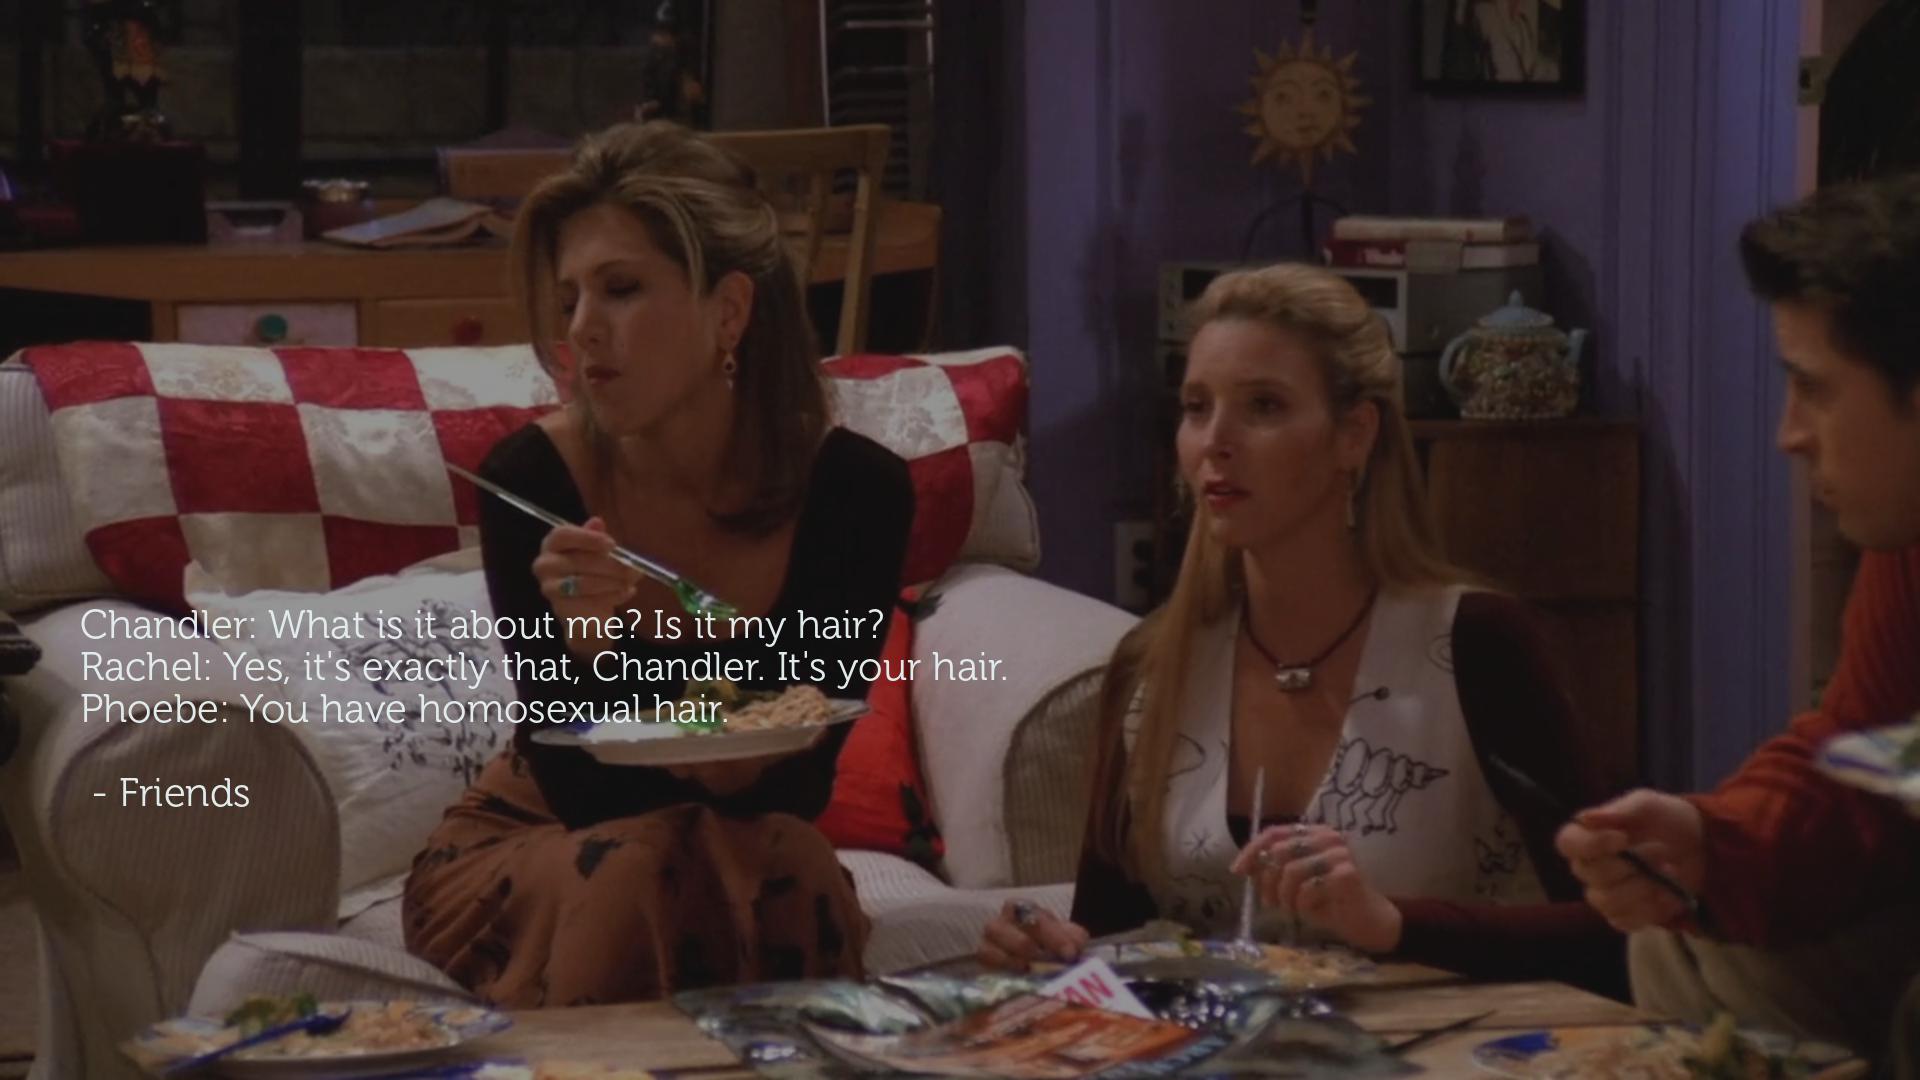 Chandler: What is it about me? Is it my hair?
Rachel: Yes, it's exactly that, Chandler. It's your hair.
Phoebe: You have homosexual hair.
- Friends